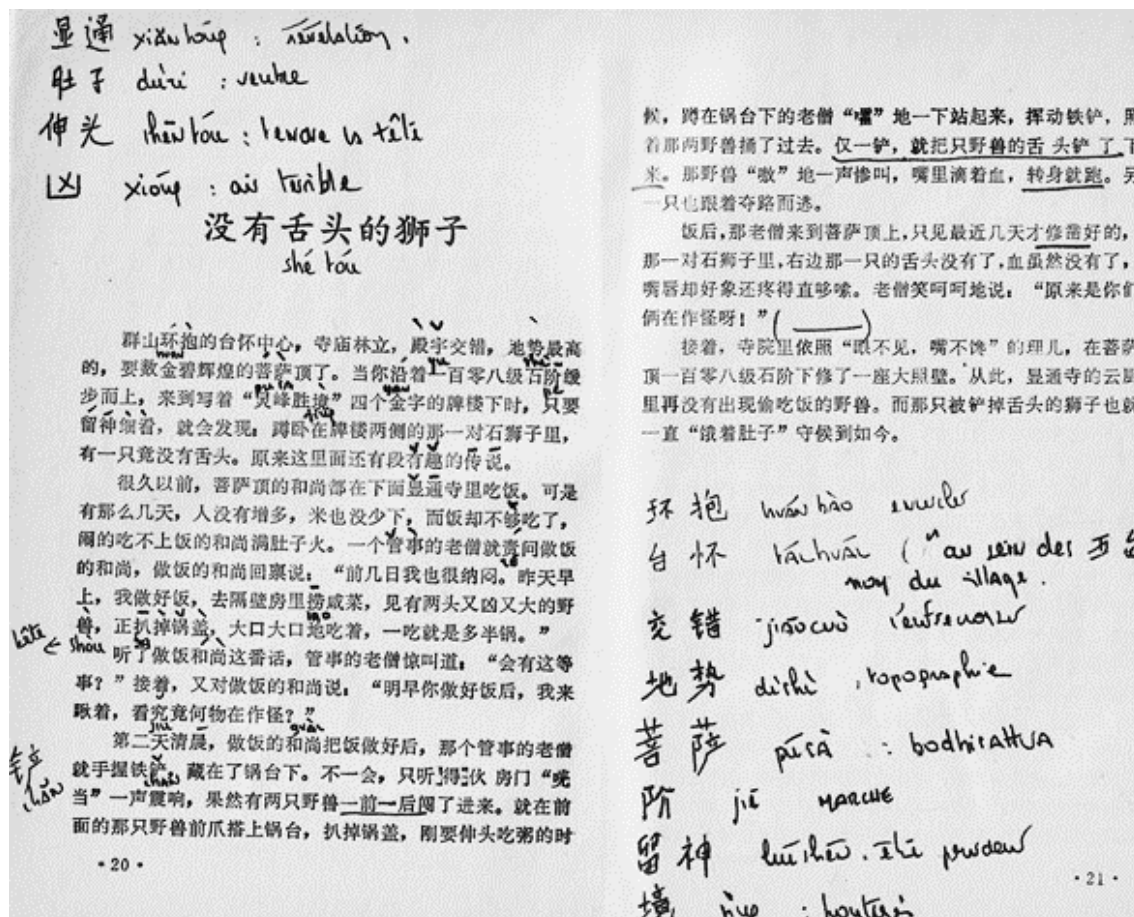 显通 xiǎn tōng : révélation.
肚子 dùzi : ventre
伸头 shēn tóu : tendre la tête
凶 xiōng : air terrible
没有舌头的狮子
shé tóu
群山环抱的台怀中心，寺庙林立，殿宇交错，地势最高
的，要数金碧辉煌的菩萨顶了。当你沿着一百零八级石阶缓
步而上，来到写着“灵峰胜境”四个金字的牌楼下时，只要
留神细看，就会发现：蹲卧在牌楼两侧的那一对石狮子里，
有一只竟没有舌头。原来这里面还有段有趣的传说。
很久以前，菩萨顶的和尚都在下面显通寺里吃饭。可是
有那么几天，人没有增多，米也没少下，而饭却不够吃了，
闹的吃不上饭的和尚满肚子火。一个管事的老僧就责问做饭
的和尚，做饭的和尚回禀说：“前几日我也很纳闷。昨天早
上，我做好饭，去隔壁房里捞咸菜，见有两头又凶又大的野
兽，正扒掉锅盖，大口大口地吃着，一吃就是多半锅。”
bête ← shòu
听了做饭和尚这番话，管事的老僧惊叫道：“会有这等
事？”接着，又对做饭的和尚说：“明早你做好饭后，我来
瞅着，看究竟何物在作怪？”
jiū guài
第二天清晨，做饭的和尚把饭做好后，那个管事的老僧
就手握铁铲，藏在了锅台下。不一会，只听得伙房门“咣
当”一声震响，果然有两只野兽一前一后闯了进来。就在前
面的那只野兽前爪搭上锅台，扒掉锅盖，刚要伸头吃粥的时
铲 chǎn
·20·
候，蹲在锅台下的老僧“嚯”地一下站起来，挥动铁铲，照
着那两野兽捅了过去。仅一铲，就把只野兽的舌头铲了下
来。那野兽“嗷”地一声惨叫，嘴里滴着血，转身就跑。另
一只也跟着夺路而逃。
饭后，那老僧来到菩萨顶上，只见最近几天才修凿好的，
那一对石狮子里，右边那一只的舌头没有了，血虽然没有了，
嘴唇却好象还疼得直哆嗦。老僧笑呵呵地说：“原来是你们
俩在作怪呀！”
接着，寺院里依照“眼不见，嘴不馋”的理儿，在菩萨
顶一百零八级石阶下修了一座大照壁。从此，显通寺的云厨
里再没有出现偷吃饭的野兽。而那只被铲掉舌头的狮子也就
一直“饿着肚子”守候到如今。
环抱 huán bào
台怀 táihuái ("au sein des 五台
nom du village.
交错 jiāocuò
地势 dìshì topographie
菩萨 púsà : bodhisattva
阶 jiē MARCHE
留神 liúshén
境
·21·